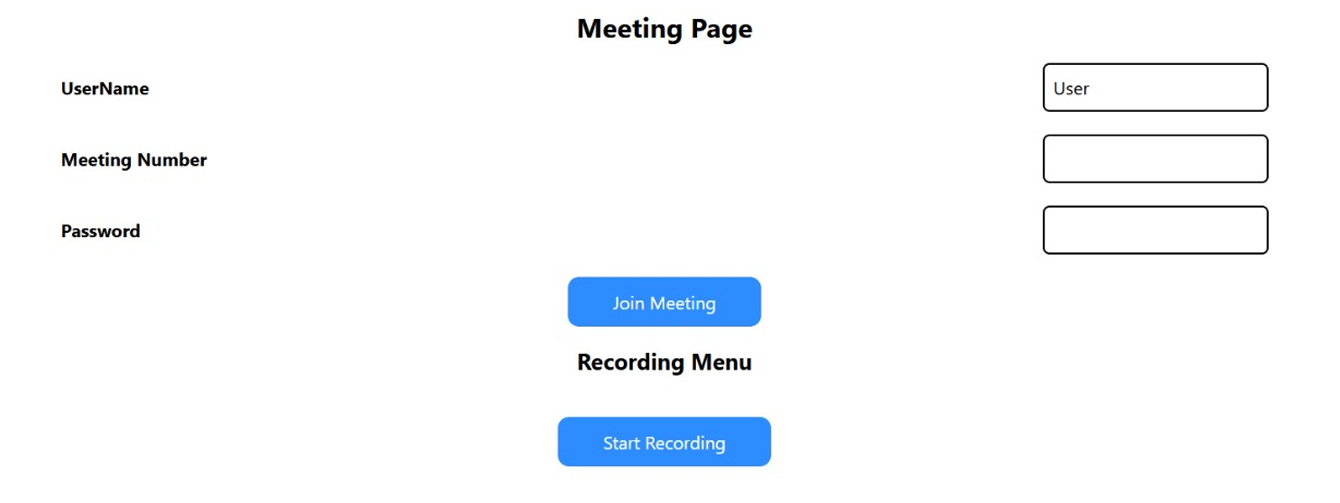 Meeting Page
UserName User
Meeting Number
Password
Join Meeting
Recording Menu
Start Recording